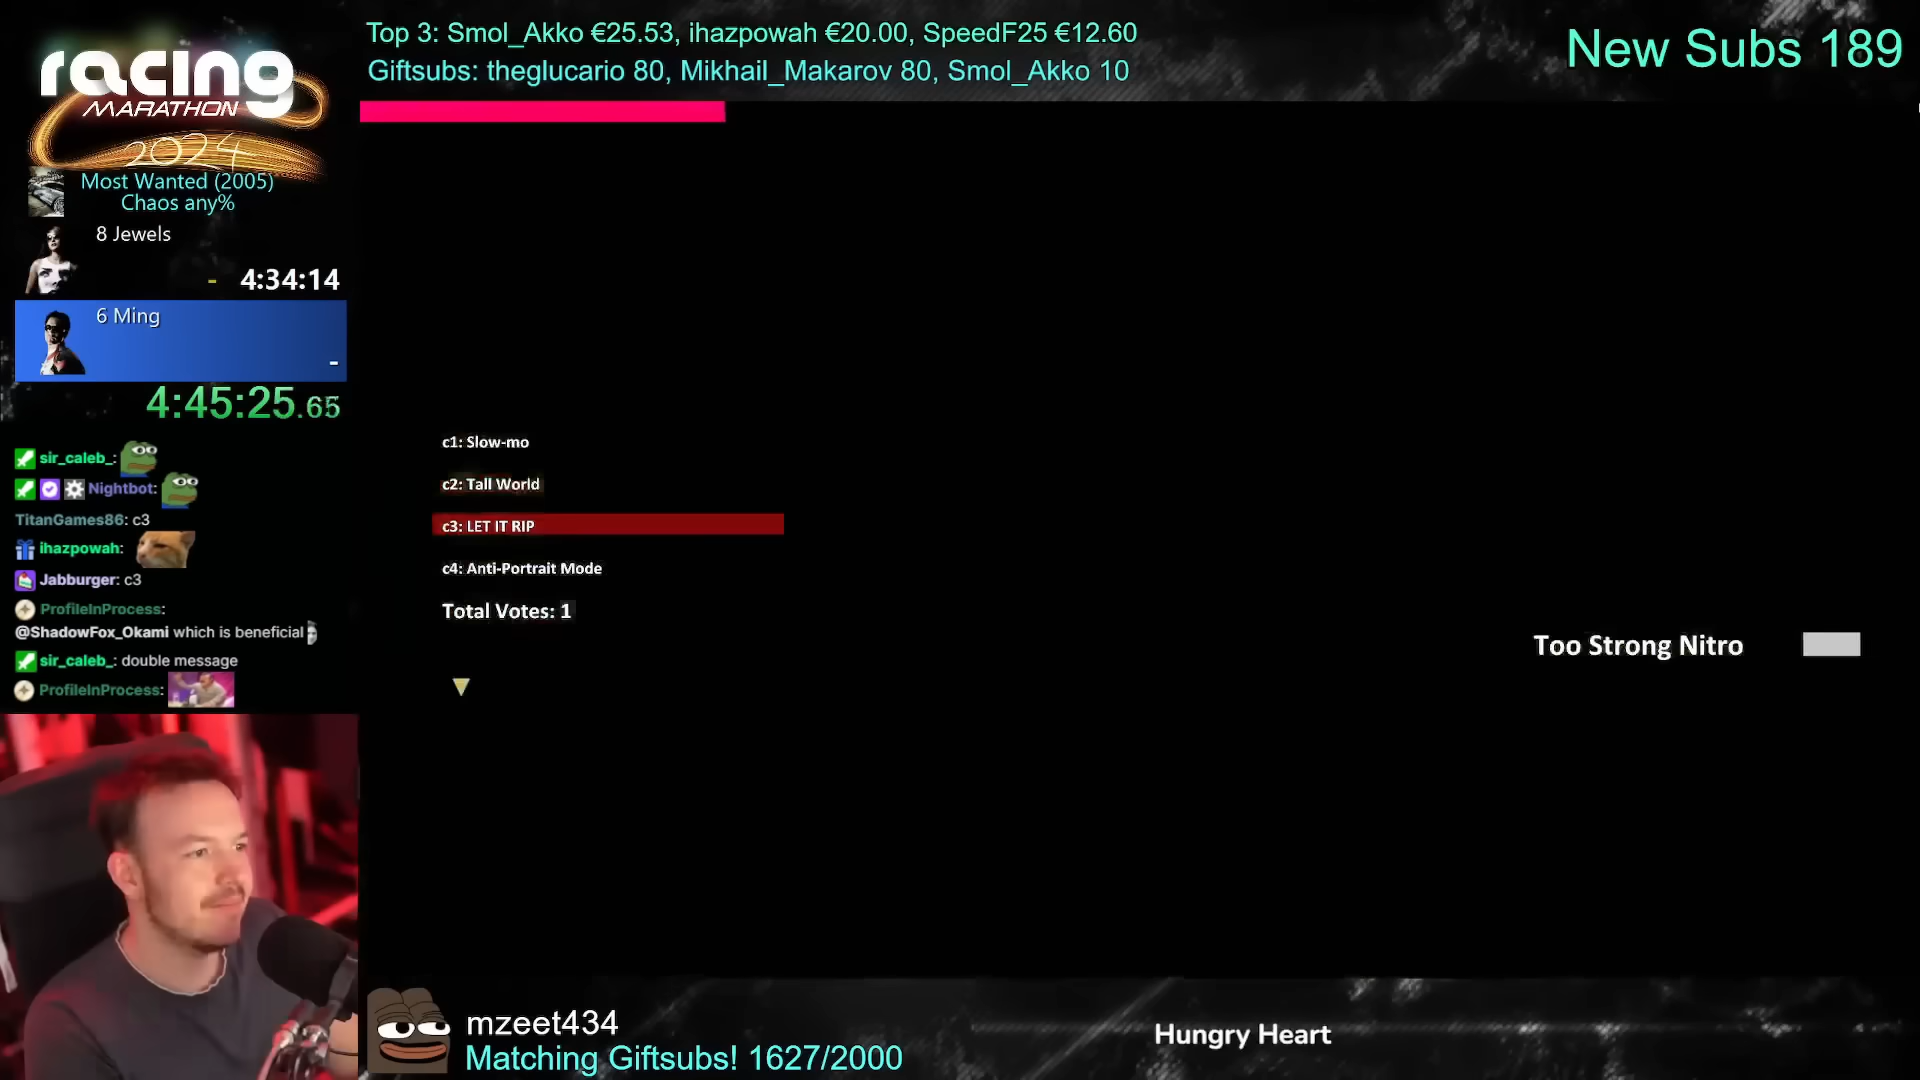 racing
MARATHON
2024
Most Wanted (2005)
Chaos any%
8 Jewels
- 4:34:14
6 Ming
-
4:45:25.65
sir_caleb_:
Nightbot:
TitanGames86: c3
ihazpowah:
Jabburger: c3
ProfileInProcess:
@ShadowFox_Okami which is beneficial
sir_caleb_: double message
ProfileInProcess:
Top 3: Smol_Akko €25.53, ihazpowah €20.00, SpeedF25 €12.60
Giftsubs: theglucario 80, Mikhail_Makarov 80, Smol_Akko 10
New Subs 189
c1: Slow-mo
c2: Tall World
c3: LET IT RIP
c4: Anti-Portrait Mode
Total Votes: 1
Too Strong Nitro
mzeet434
Matching Giftsubs! 1627/2000
Hungry Heart